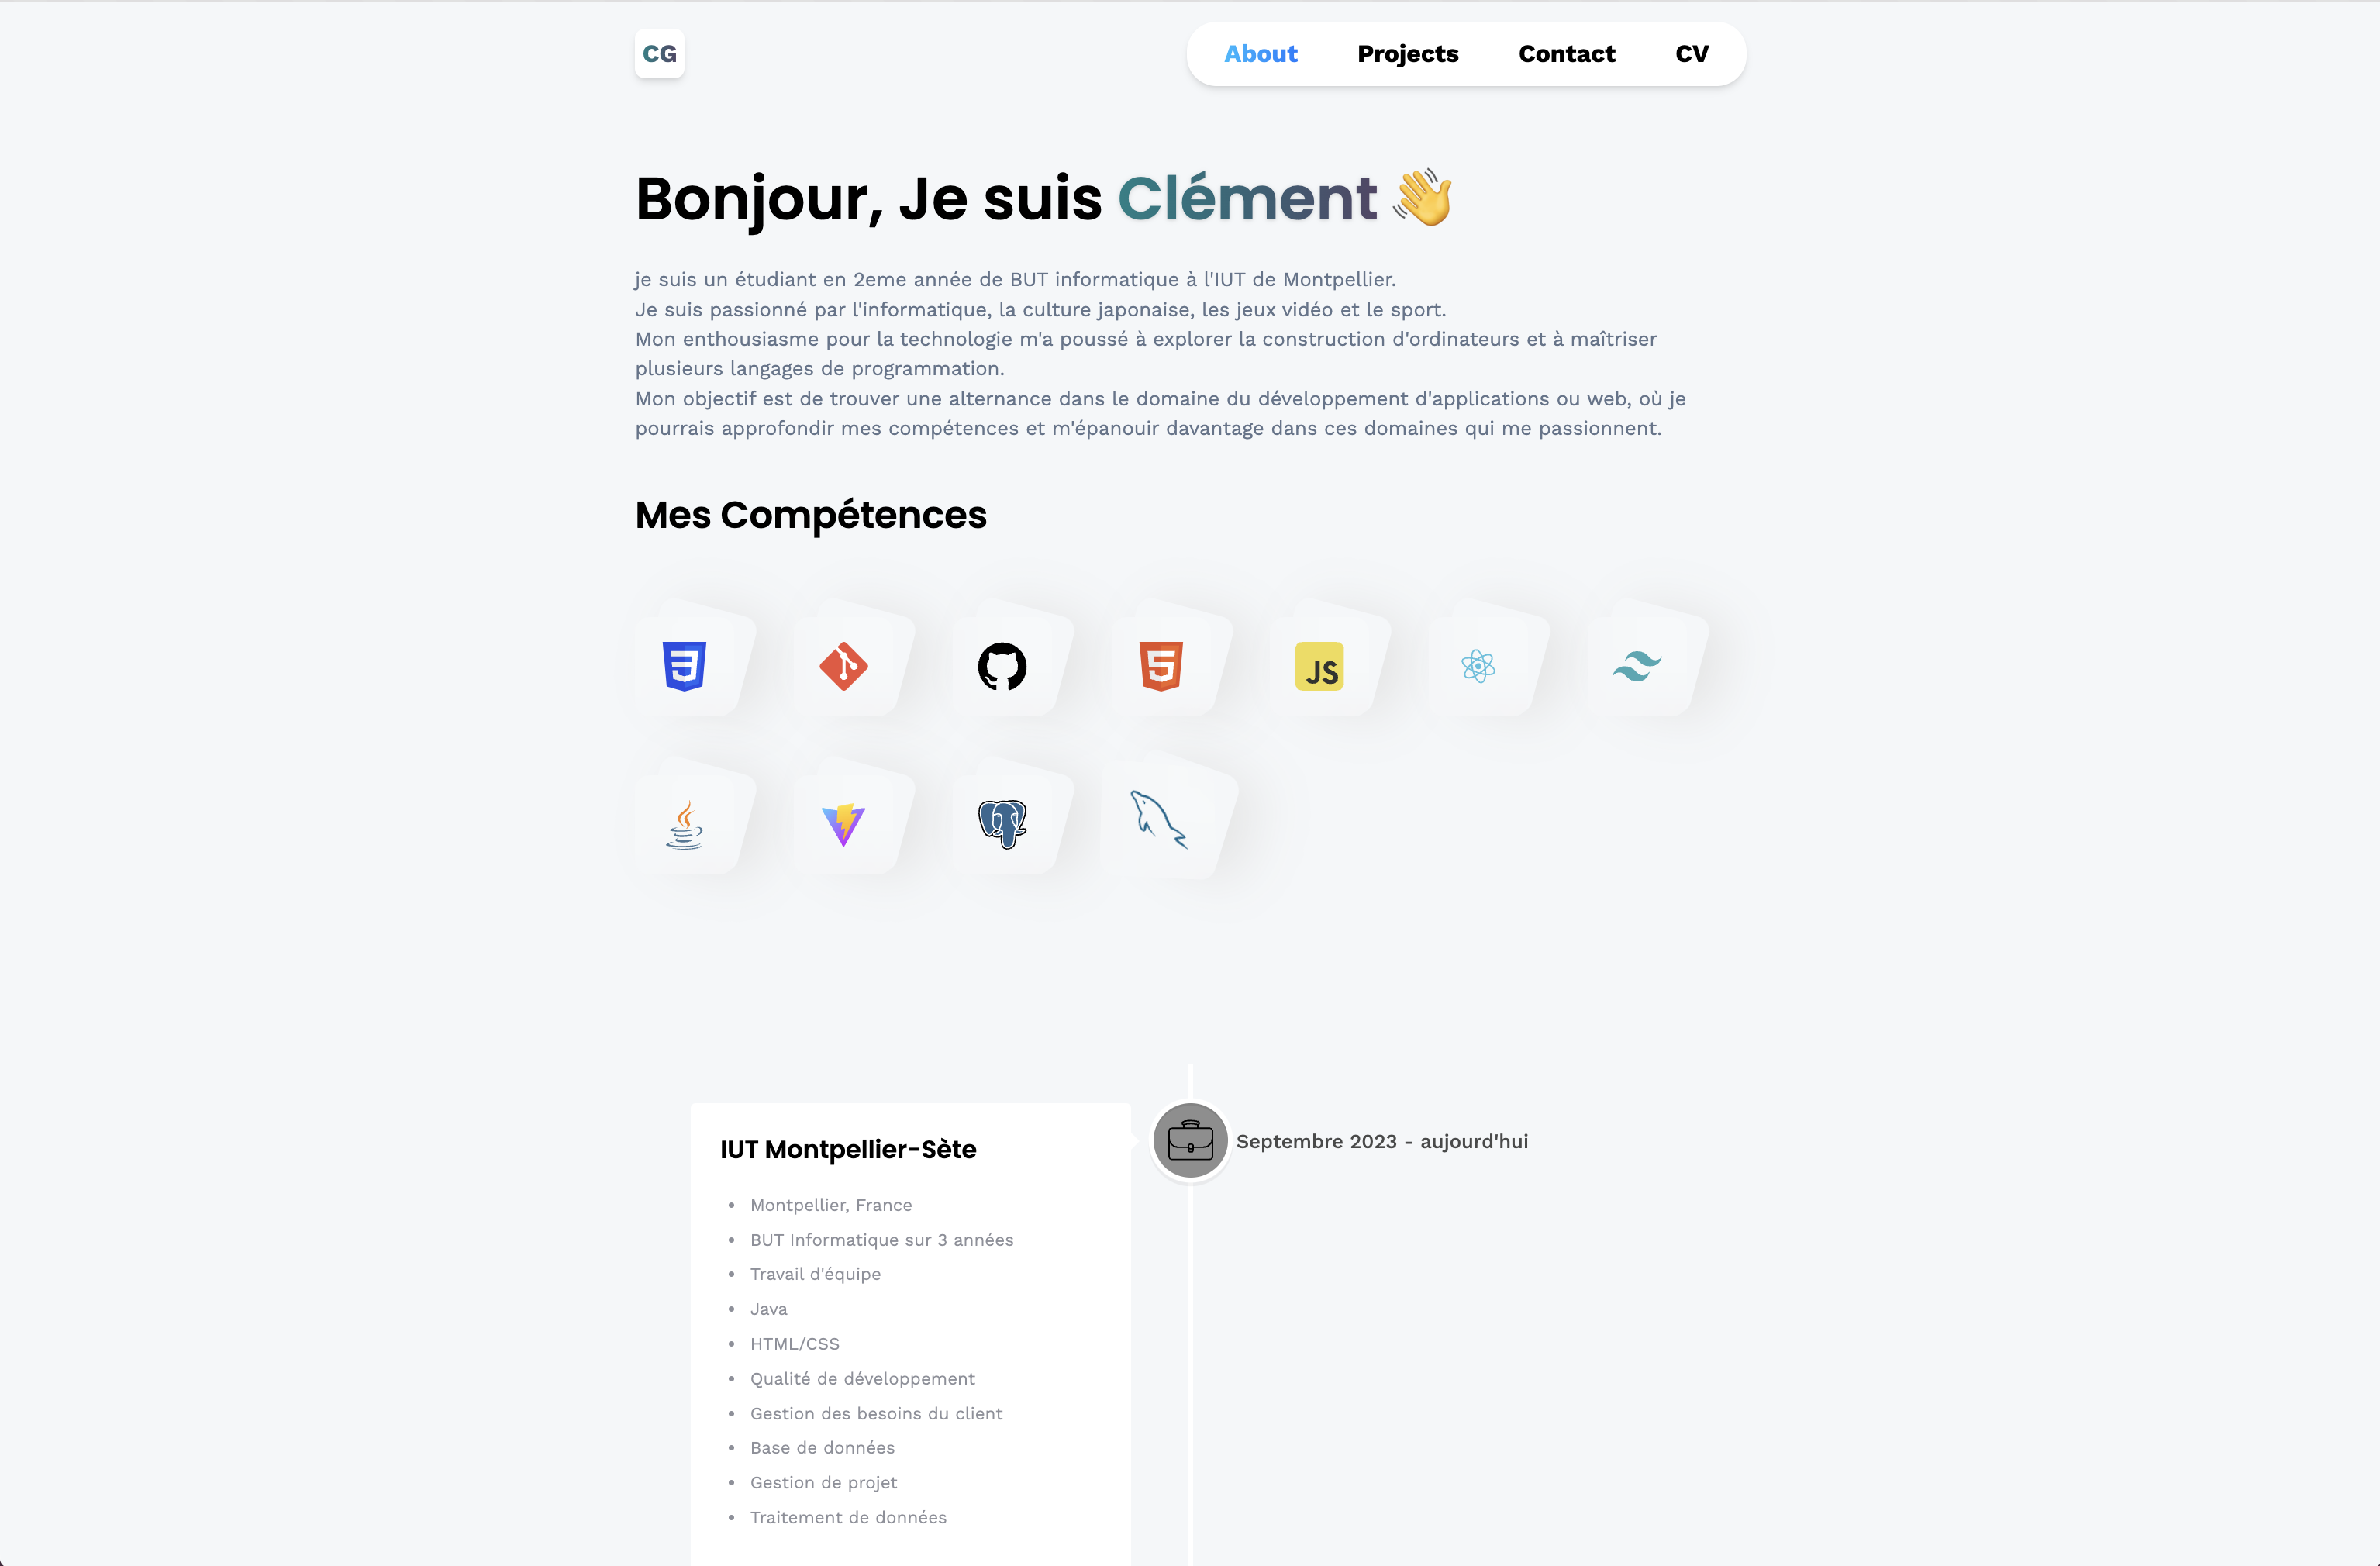 CG
About
Projects
Contact
CV
Bonjour, Je suis Clément 👋
je suis un étudiant en 2eme année de BUT informatique à l'IUT de Montpellier.
Je suis passionné par l'informatique, la culture japonaise, les jeux vidéo et le sport.
Mon enthousiasme pour la technologie m'a poussé à explorer la construction d'ordinateurs et à maîtriser
plusieurs langages de programmation.
Mon objectif est de trouver une alternance dans le domaine du développement d'applications ou web, où je
pourrais approfondir mes compétences et m'épanouir davantage dans ces domaines qui me passionnent.
Mes Compétences
JS
IUT Montpellier-Sète
Septembre 2023 - aujourd'hui
• Montpellier, France
• BUT Informatique sur 3 années
• Travail d'équipe
• Java
• HTML/CSS
• Qualité de développement
• Gestion des besoins du client
• Base de données
• Gestion de projet
• Traitement de données